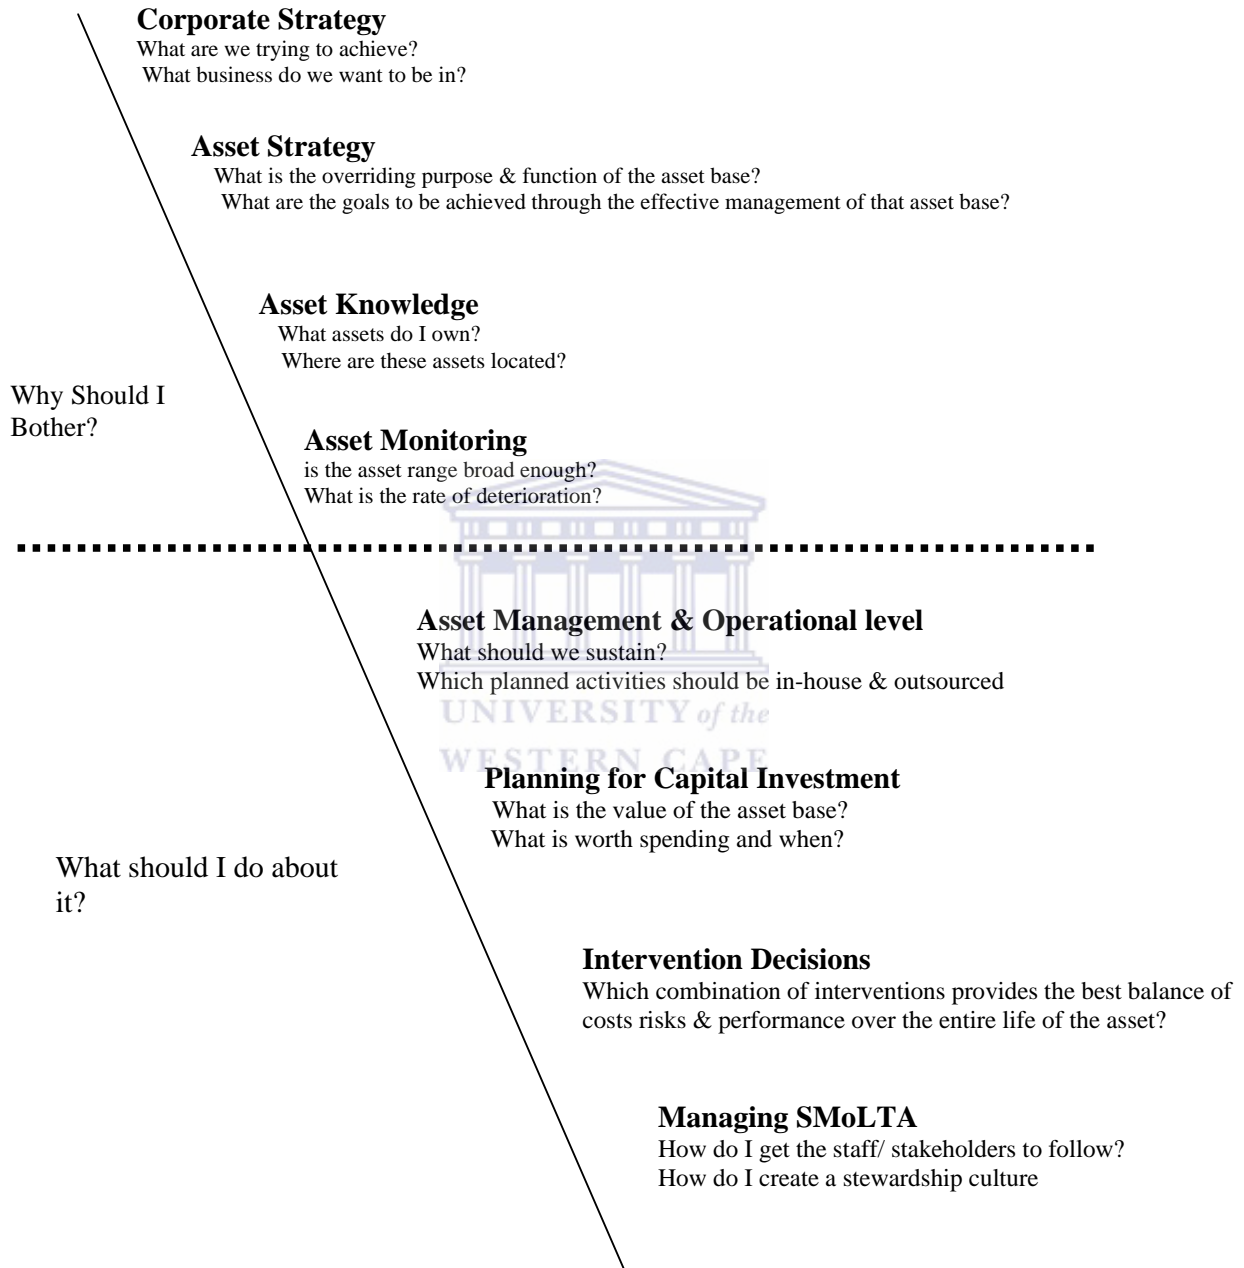 Corporate Strategy
What are we trying to achieve?
What business do we want to be in?
Asset Strategy
What is the overriding purpose & function of the asset base?
What are the goals to be achieved through the effective management of that asset base?
Asset Knowledge
What assets do I own?
Where are these assets located?
Why Should I
Bother?
Asset Monitoring
is the asset range broad enough?
What is the rate of deterioration?
Asset Management & Operational level
What should we sustain?
Which planned activities should be in-house & outsourced
UNIVERSITY of the
WESTERN CAPE
Planning for Capital Investment
What is the value of the asset base?
What is worth spending and when?
What should I do about
it?
Intervention Decisions
Which combination of interventions provides the best balance of
costs risks & performance over the entire life of the asset?
Managing SMoLTA
How do I get the staff/ stakeholders to follow?
How do I create a stewardship culture